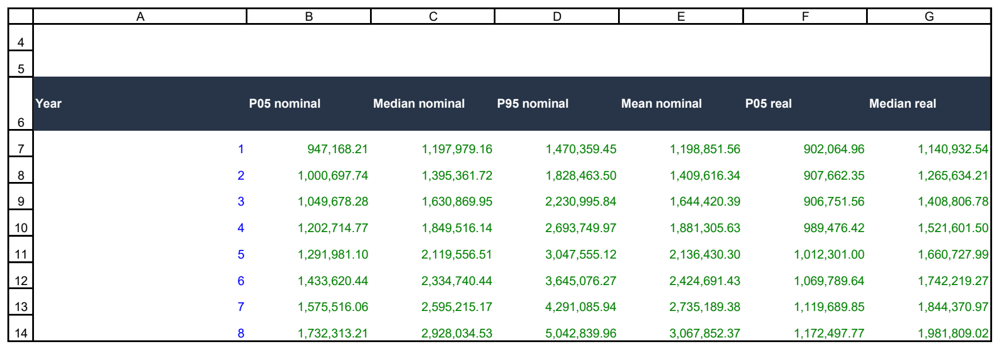 A B C D E F G
4
5
6 Year P05 nominal Median nominal P95 nominal Mean nominal P05 real Median real
7 1 947,168.21 1,197,979.16 1,470,359.45 1,198,851.56 902,064.96 1,140,932.54
8 2 1,000,697.74 1,395,361.72 1,828,463.50 1,409,616.34 907,662.35 1,265,634.21
9 3 1,049,678.28 1,630,869.95 2,230,995.84 1,644,420.39 906,751.56 1,408,806.78
10 4 1,202,714.77 1,849,516.14 2,693,749.97 1,881,305.63 989,476.42 1,521,601.50
11 5 1,291,981.10 2,119,556.51 3,047,555.12 2,136,430.30 1,012,301.00 1,660,727.99
12 6 1,433,620.44 2,334,740.44 3,645,076.27 2,424,691.43 1,069,789.64 1,742,219.27
13 7 1,575,516.06 2,595,215.17 4,291,085.94 2,735,189.38 1,119,689.85 1,844,370.97
14 8 1,732,313.21 2,928,034.53 5,042,839.96 3,067,852.37 1,172,497.77 1,981,809.02